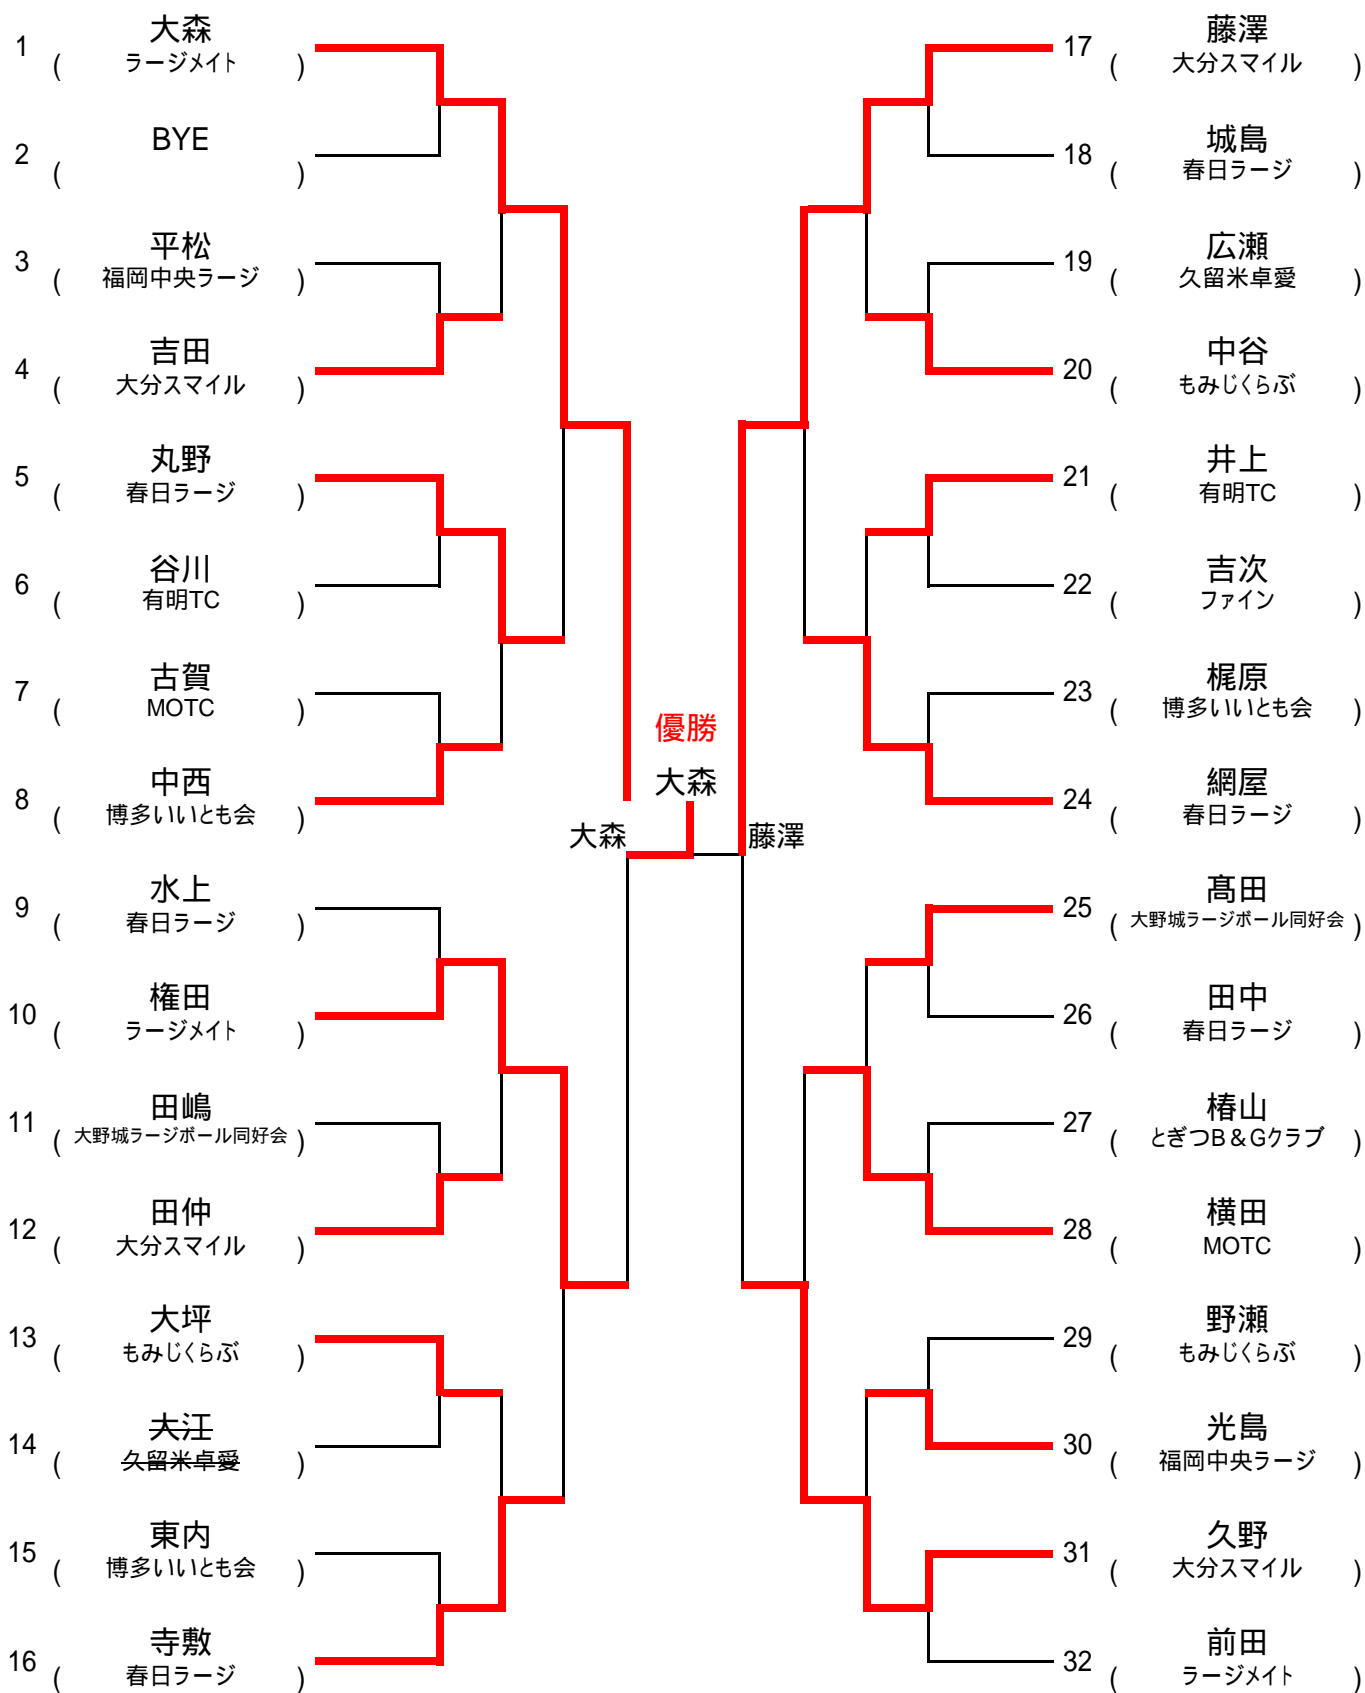 1 大森
( ラージメイト )
2 BYE
( )
3 平松
( 福岡中央ラージ )
4 吉田
( 大分スマイル )
5 丸野
( 春日ラージ )
6 谷川
( 有明TC )
7 古賀
( MOTC )
8 中西
( 博多いいとも会 )
9 水上
( 春日ラージ )
10 権田
( ラージメイト )
11 田嶋
( 大野城ラージボール同好会 )
12 田仲
( 大分スマイル )
13 大坪
( もみじくらぶ )
14 大江
( 久留米卓愛 )
15 東内
( 博多いいとも会 )
16 寺敷
( 春日ラージ )
優勝
大森
大森
藤澤
17 藤澤
( 大分スマイル )
18 城島
( 春日ラージ )
19 広瀬
( 久留米卓愛 )
20 中谷
( もみじくらぶ )
21 井上
( 有明TC )
22 吉次
( ファイン )
23 梶原
( 博多いいとも会 )
24 網屋
( 春日ラージ )
25 髙田
( 大野城ラージボール同好会 )
26 田中
( 春日ラージ )
27 椿山
( とぎつB＆Gクラブ )
28 横田
( MOTC )
29 野瀬
( もみじくらぶ )
30 光島
( 福岡中央ラージ )
31 久野
( 大分スマイル )
32 前田
( ラージメイト )